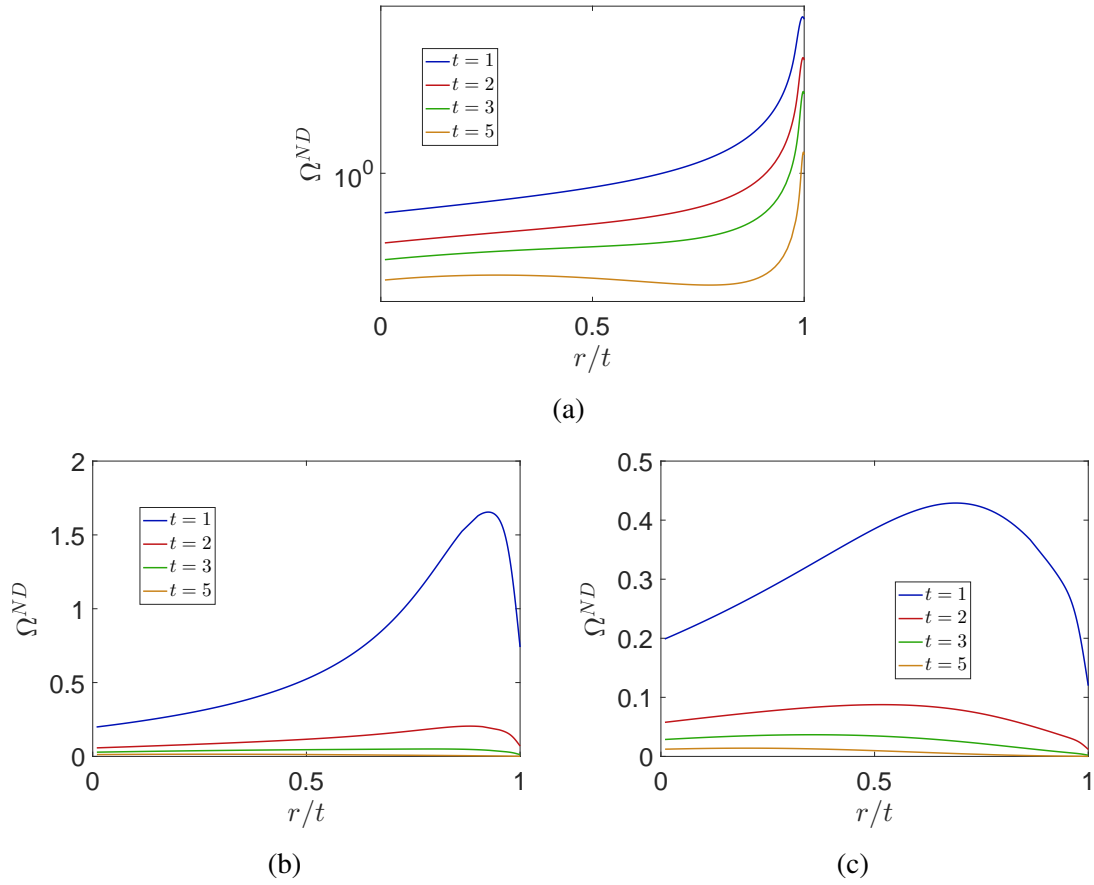 t = 1
t = 2
t = 3
t = 5
Ω^{ND}
10^0
0 0.5 1
r/t
(a)
2
1.5
1
0.5
0
Ω^{ND}
t = 1
t = 2
t = 3
t = 5
0 0.5 1
r/t
(b)
0.5
0.4
0.3
0.2
0.1
0
Ω^{ND}
t = 1
t = 2
t = 3
t = 5
0 0.5 1
r/t
(c)